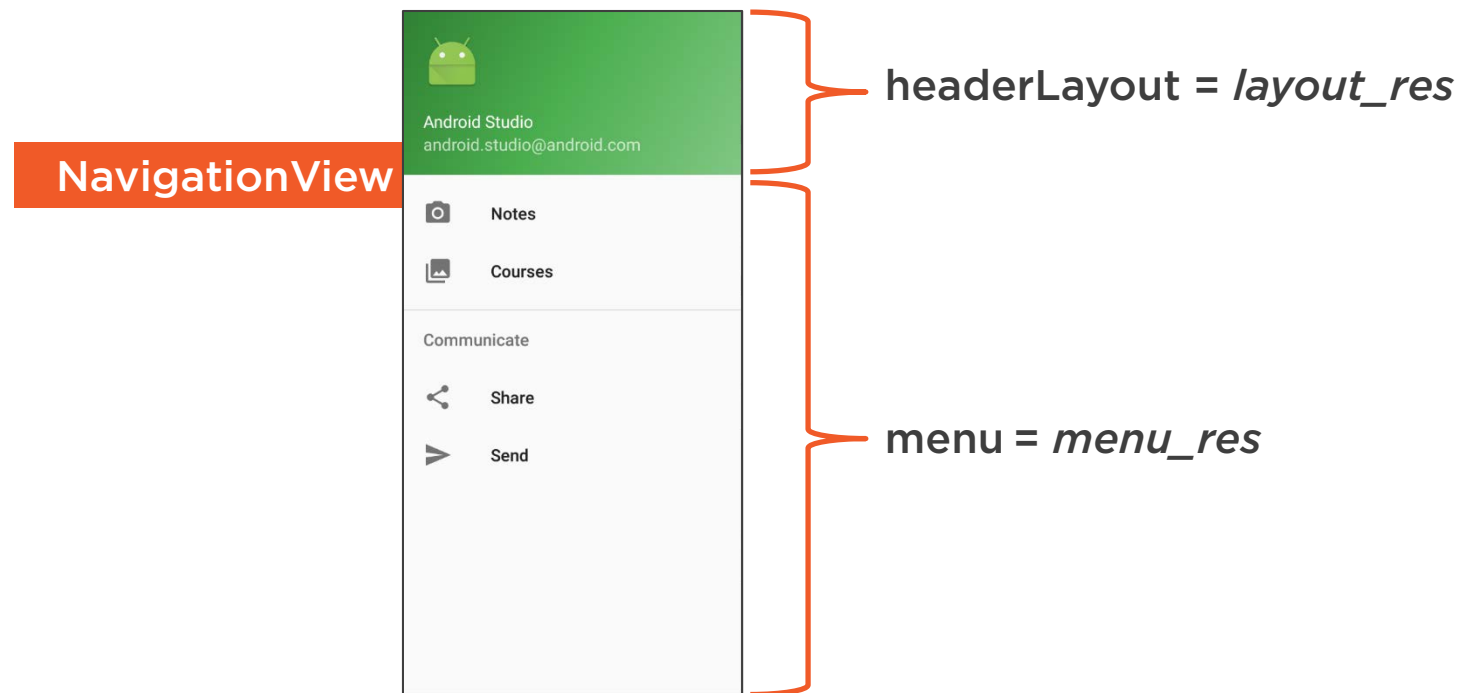 NavigationView
Android Studio
android.studio@android.com
Notes
Courses
Communicate
Share
Send
headerLayout = layout_res
menu = menu_res